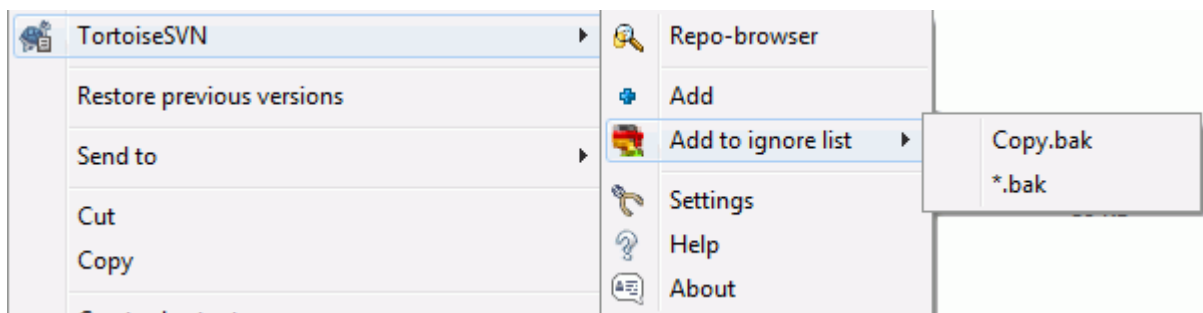 TortoiseSVN
Restore previous versions
Send to
Cut
Copy
Repo-browser
Add
Add to ignore list
Settings
Help
About
Copy.bak
*.bak